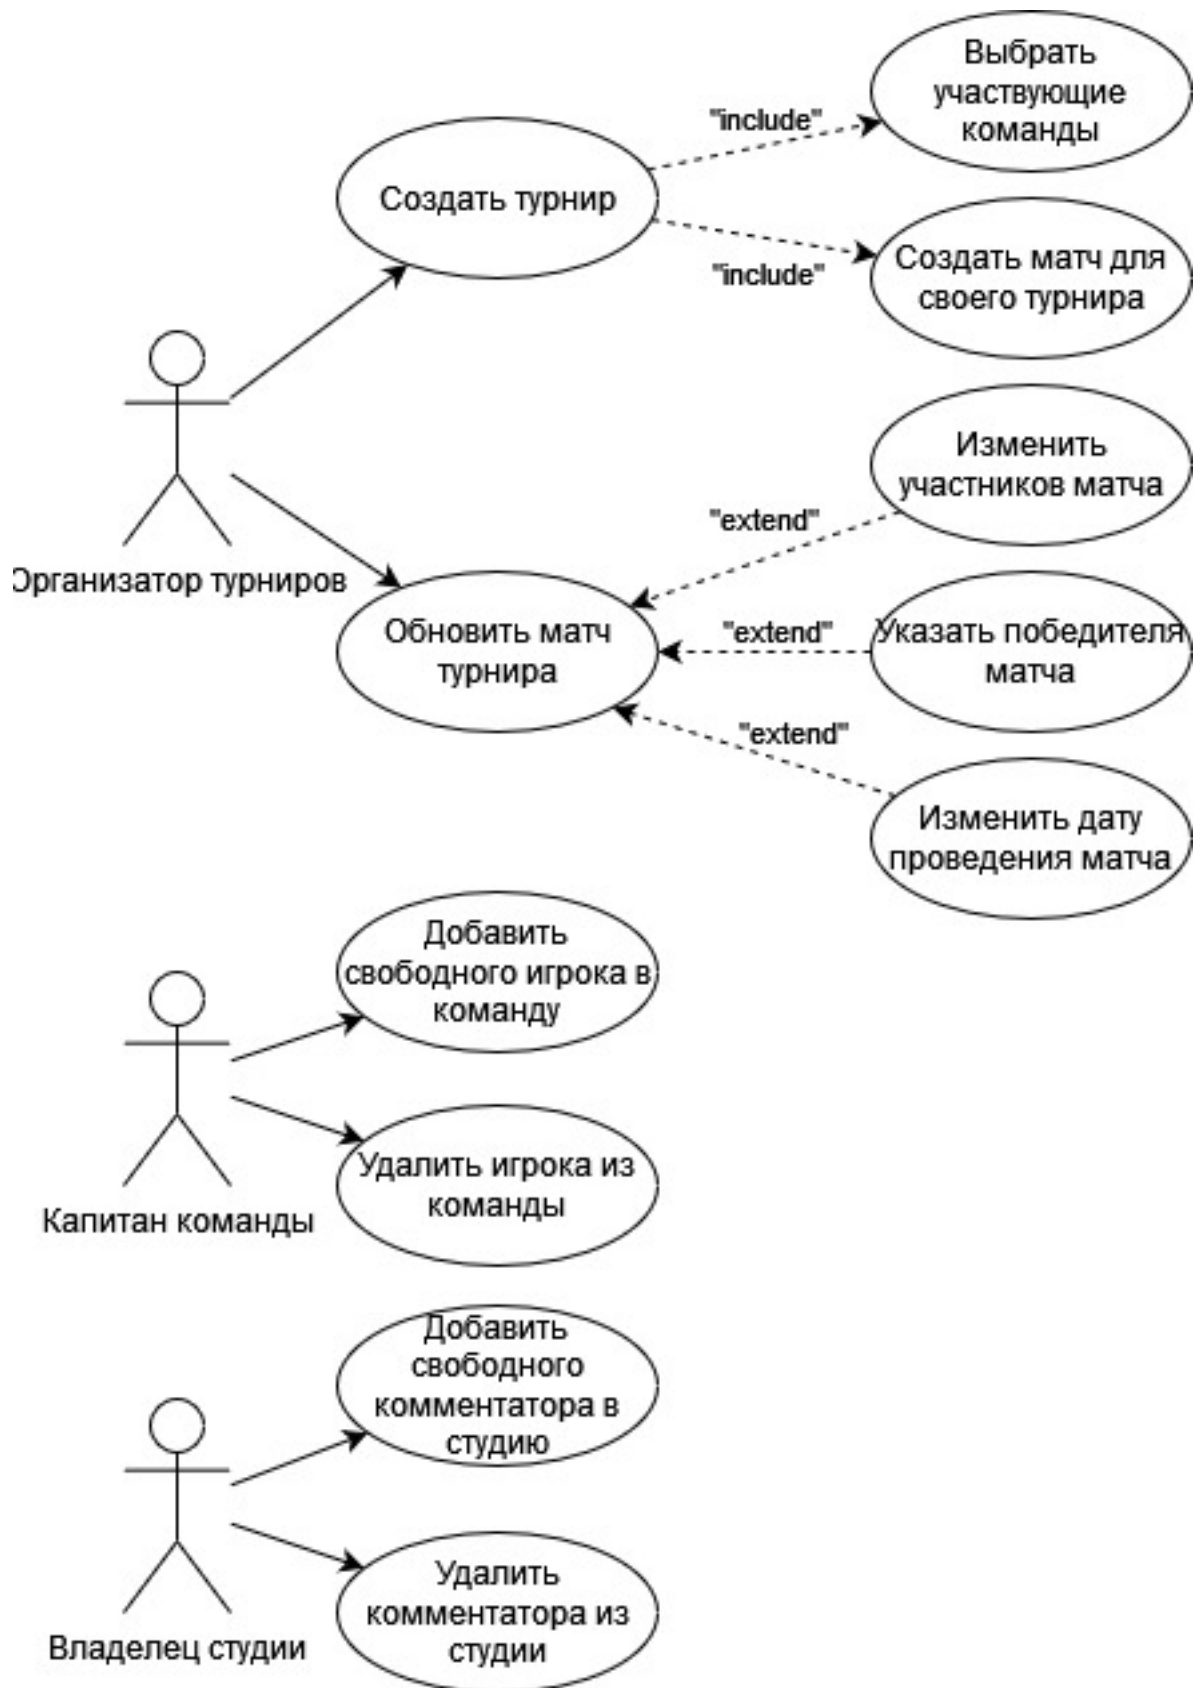 Выбрать
участвующие
команды
"include"
Создать турнир
Создать матч для
своего турнира
"include"
Изменить
участников матча
"extend"
Организатор турниров
Обновить матч
турнира
"extend"
Указать победителя
матча
"extend"
Изменить дату
проведения матча
Добавить
свободного игрока в
команду
Удалить игрока из
команды
Капитан команды
Добавить
свободного
комментатора в
студию
Удалить
комментатора из
студии
Владелец студии